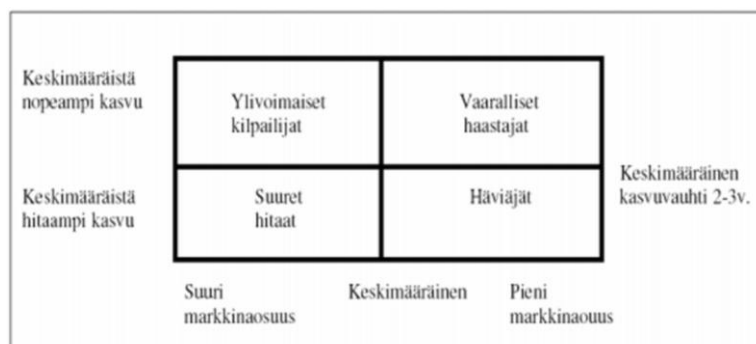 Keskimääräistä
nopeampi kasvu
Ylivoimaiset
kilpailijat
Vaaralliset
haastajat
Keskimääräistä
hitaampi kasvu
Suuret
hitaat
Häviäjät
Keskimääräinen
kasvuvauhti 2-3v.
Suuri
markkinaosuus
Keskimääräinen
Pieni
markkinaouus